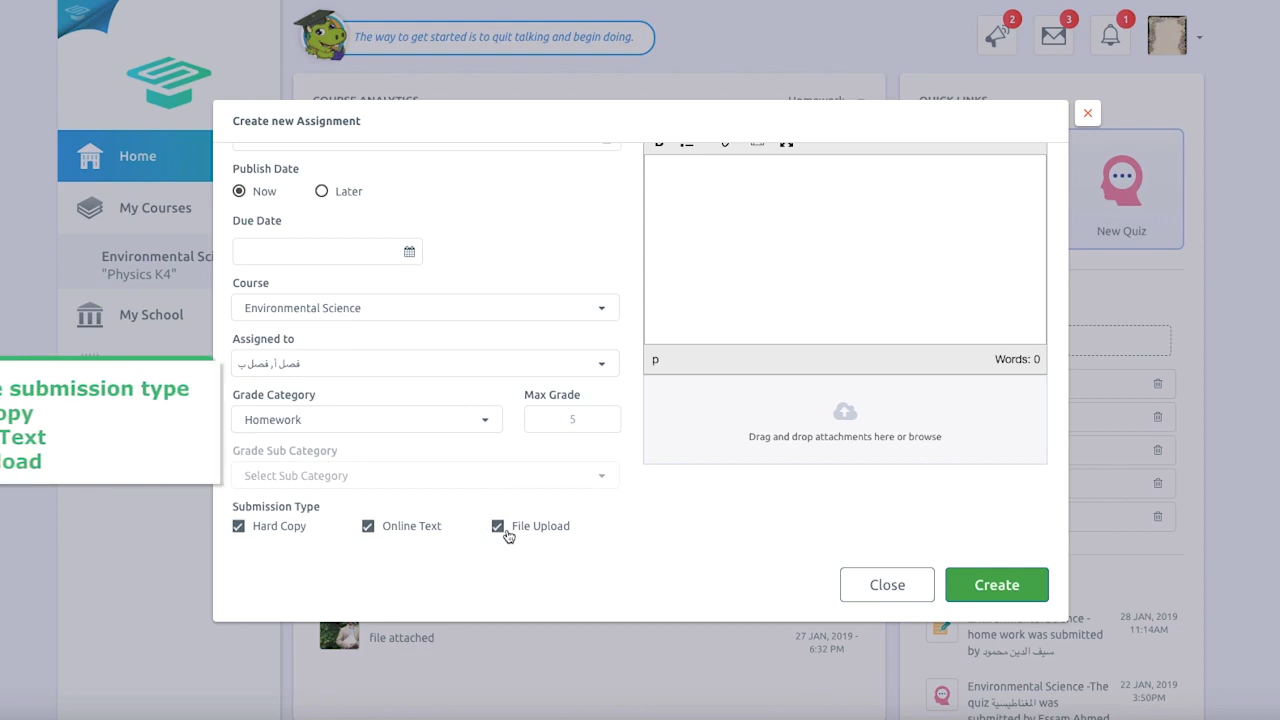 The way to get started is to quit talking and begin doing.
2
3
1
COURSE ANALYTICS
Homework
QUICK LINKS
Create new Assignment
Home
My Courses
Environmental Sci
"Physics K4"
My School
Publish Date
Now
Later
Due Date
Course
Environmental Science
Assigned to
فصل أ, فصل ب
Grade Category
Max Grade
Homework
5
Grade Sub Category
Select Sub Category
Submission Type
Hard Copy
Online Text
File Upload
p
Words: 0
Drag and drop attachments here or browse
Close
Create
New Quiz
submission type
opy
Text
load
file attached
27 JAN, 2019 -
6:32 PM
Environmental Science -
home work was submitted
by سيف الدين محمود
28 JAN, 2019
11:14AM
Environmental Science -The
quiz المغناطيسية was
submitted by Essam Ahmed
22 JAN, 2019
3:50PM